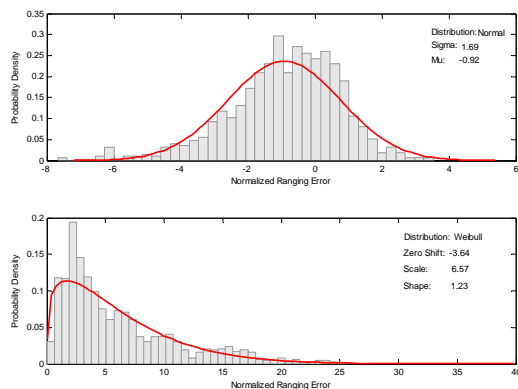 0.35
0.3
0.25
0.2
0.15
0.1
0.05
0
Probability Density
Distribution: Normal
Sigma: 1.69
Mu: -0.92
-8 -6 -4 -2 0 2 4 6
Normalized Ranging Error
0.2
0.15
0.1
0.05
0
Probability Density
Distribution: Weibull
Zero Shift: -3.64
Scale: 6.57
Shape: 1.23
0 5 10 15 20 25 30 35 40
Normalized Ranging Error